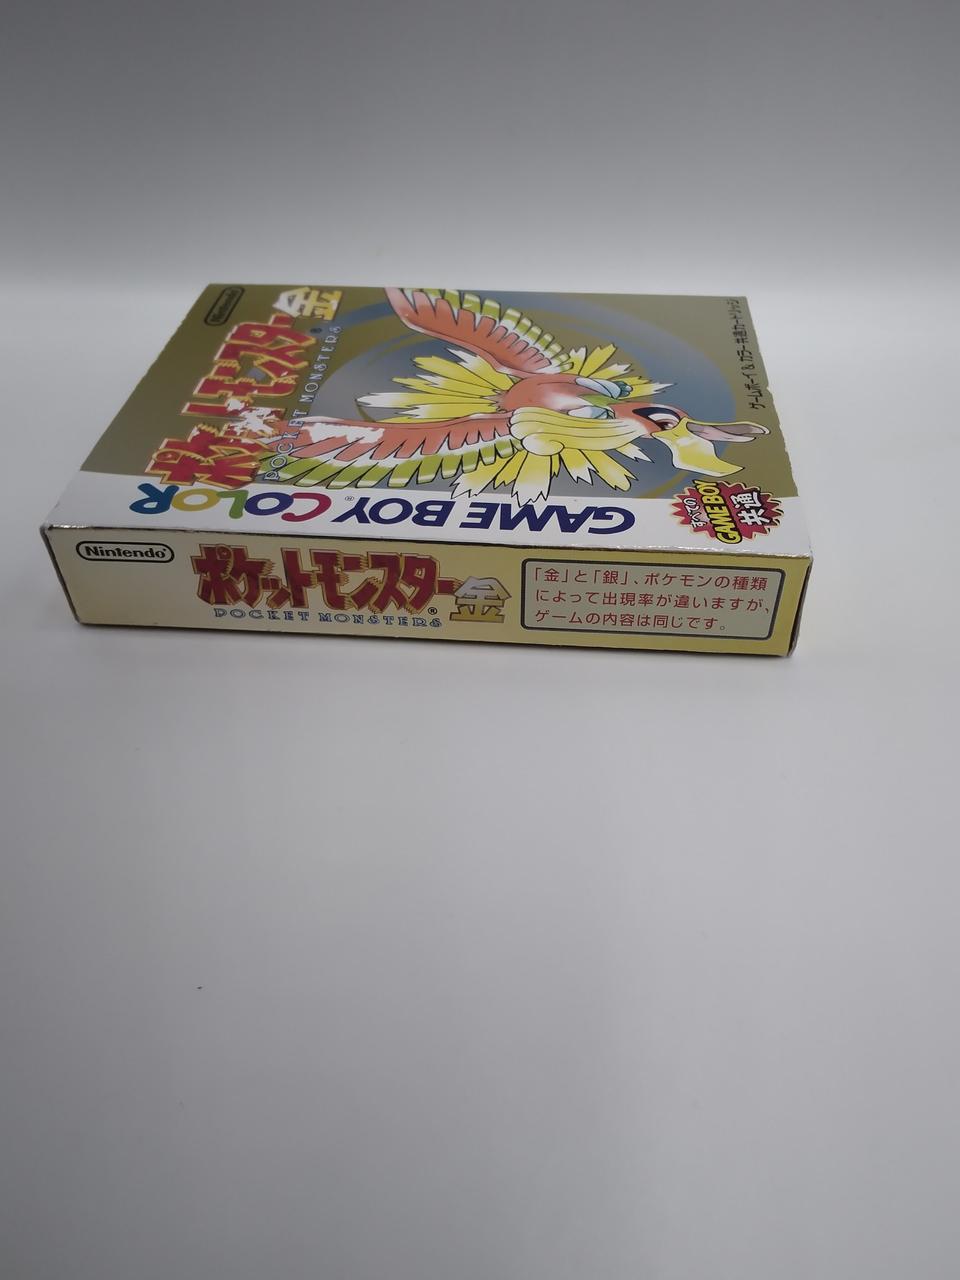 Nintendo
ポケットモンスター金
POCKET MONSTERS
GAME BOY COLOR
ゲームボーイ&カラー共通カートリッジ
すべての
GAMEBOY
共通
Nintendo
ポケットモンスター金
POCKET MONSTERS
「金」と「銀」、ポケモンの種類
によって出現率が違いますが、
ゲームの内容は同じです。